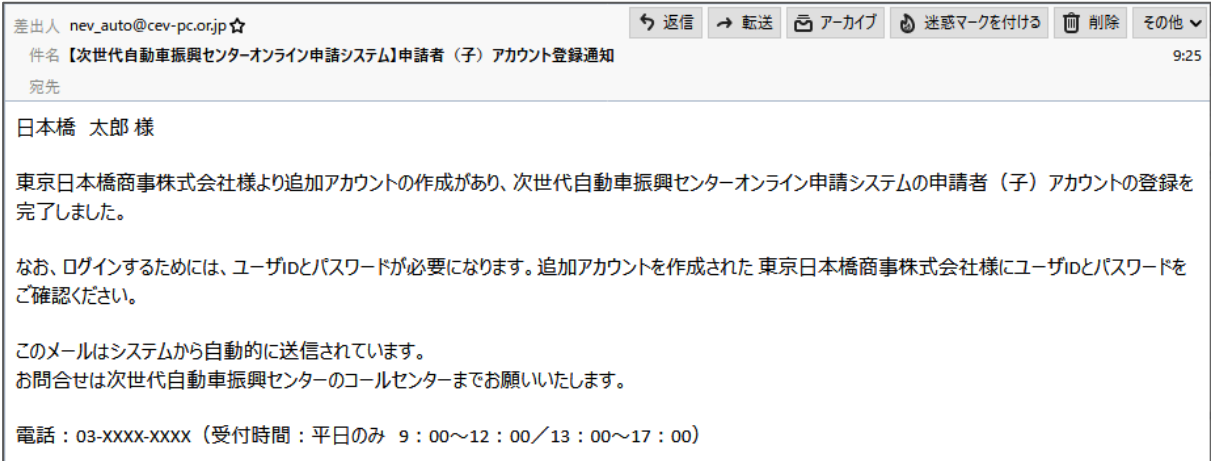 差出人 nev_auto@cev-pc.or.jp
返信 転送 アーカイブ 迷惑マークを付ける 削除 その他
件名 【次世代自動車振興センターオンライン申請システム】申請者（子）アカウント登録通知 9:25
宛先
日本橋 太郎 様
東京日本橋商事株式会社様より追加アカウントの作成があり、次世代自動車振興センターオンライン申請システムの申請者（子）アカウントの登録を
完了しました。
なお、ログインするためには、ユーザIDとパスワードが必要になります。追加アカウントを作成された 東京日本橋商事株式会社様にユーザIDとパスワードを
ご確認ください。
このメールはシステムから自動的に送信されています。
お問合せは次世代自動車振興センターのコールセンターまでお願いいたします。
電話：03-XXXX-XXXX（受付時間：平日のみ 9：00～12：00／13：00～17：00）